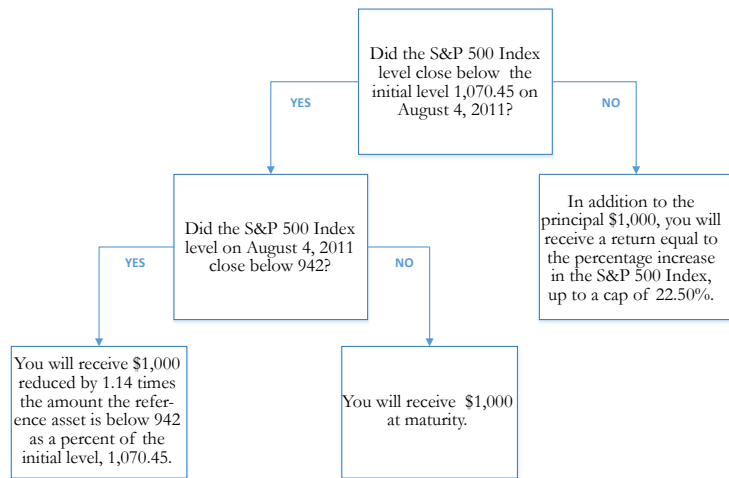 Did the S&P 500 Index
level close below the
initial level 1,070.45 on
August 4, 2011?
YES
NO
Did the S&P 500 Index
level on August 4, 2011
close below 942?
In addition to the
principal $1,000, you will
receive a return equal to
the percentage increase
in the S&P 500 Index,
up to a cap of 22.50%.
YES
NO
You will receive $1,000
reduced by 1.14 times
the amount the refer-
ence asset is below 942
as a percent of the
initial level, 1,070.45.
You will receive $1,000
at maturity.